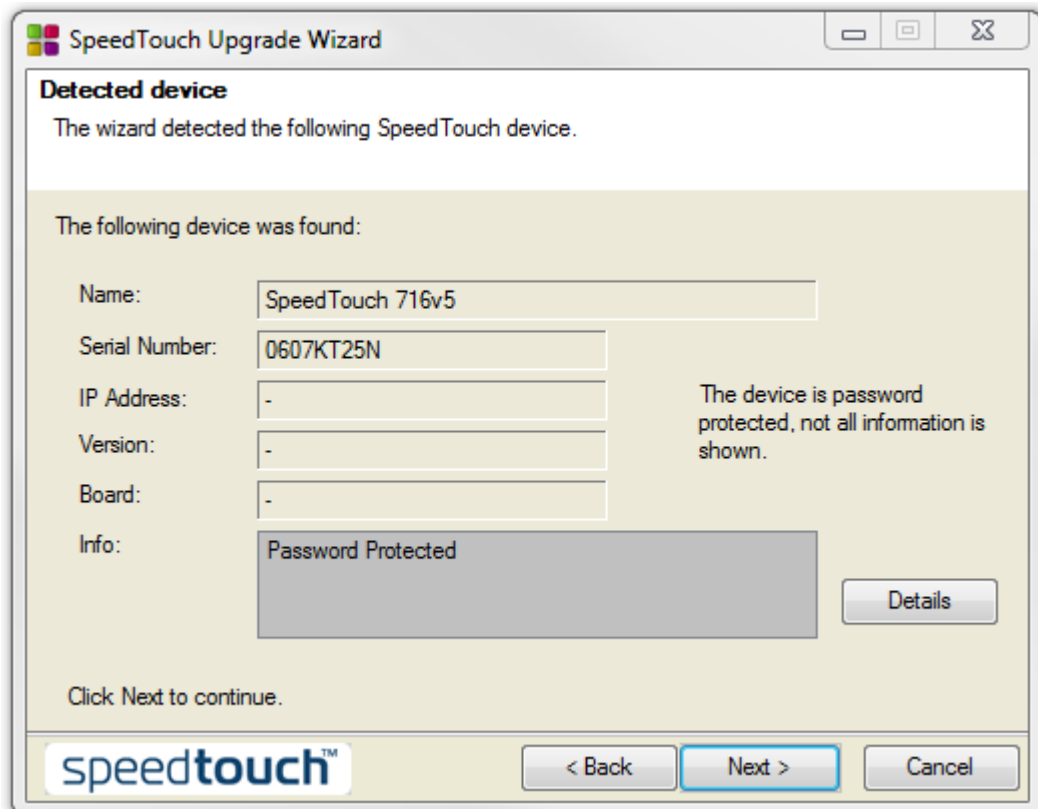 SpeedTouch Upgrade Wizard
Detected device
The wizard detected the following SpeedTouch device.
The following device was found:
Name: SpeedTouch 716v5
Serial Number: 0607KT25N
IP Address: -
Version: -
Board: -
The device is password
protected, not all information is
shown.
Info: Password Protected
Details
Click Next to continue.
speedtouch™
< Back Next > Cancel